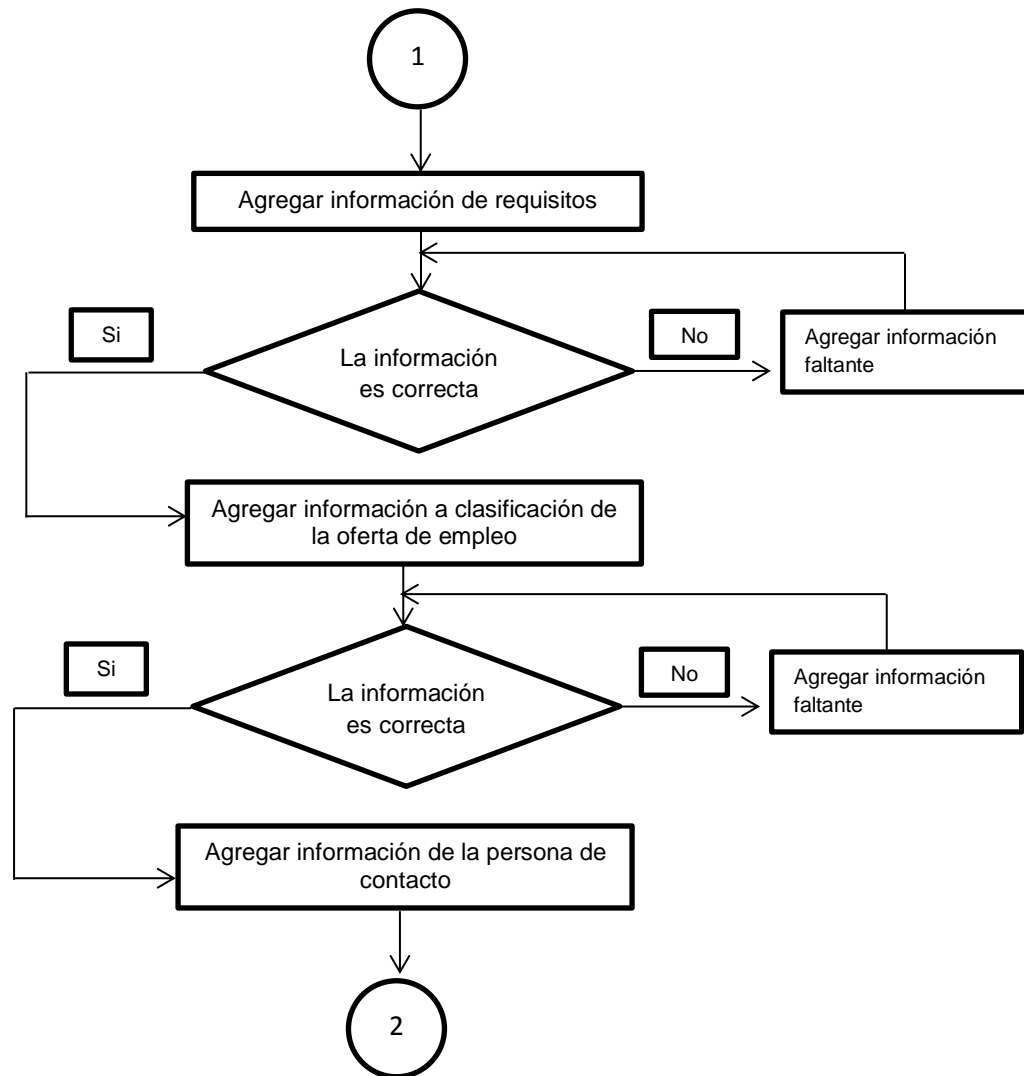 1
Agregar información de requisitos
Si
La información
es correcta
No
Agregar información
faltante
Agregar información a clasificación de
la oferta de empleo
Si
La información
es correcta
No
Agregar información
faltante
Agregar información de la persona de
contacto
2